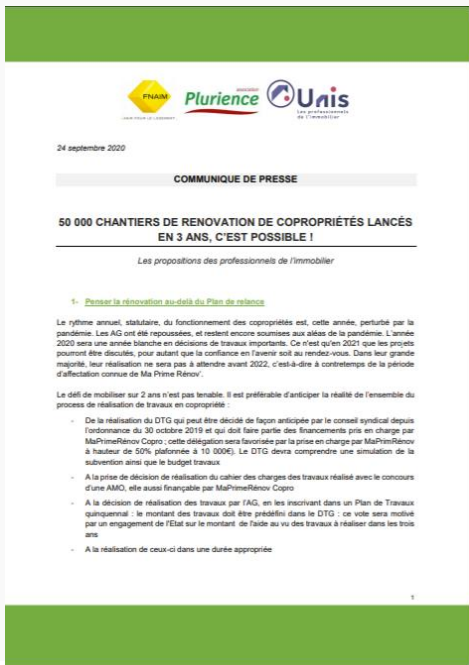 FNAIM
UNIS POUR LE LOGEMENT
ASSOCIATION
Plurience
Unis
Les professionnels
de l'immobilier
24 septembre 2020
COMMUNIQUE DE PRESSE
50 000 CHANTIERS DE RENOVATION DE COPROPRIÉTÉS LANCÉS
EN 3 ANS, C'EST POSSIBLE !
Les propositions des professionnels de l'immobilier
1- Penser la rénovation au-delà du Plan de relance
Le rythme annuel, statutaire, du fonctionnement des copropriétés est, cette année, perturbé par la
pandémie. Les AG ont été repoussées, et restent encore soumises aux aléas de la pandémie. L'année
2020 sera une année blanche en décisions de travaux importants. Ce n'est qu'en 2021 que les projets
pourront être discutés, pour autant que la confiance en l'avenir soit au rendez-vous. Dans leur grande
majorité, leur réalisation ne sera pas à attendre avant 2022, c'est-à-dire à contretemps de la période
d'affectation connue de Ma Prime Rénov'.
Le défi de mobiliser sur 2 ans n'est pas tenable. Il est préférable d'anticiper la réalité de l'ensemble du
process de réalisation de travaux en copropriété :
- De la réalisation du DTG qui peut être décidé de façon anticipée par le conseil syndical depuis
l'ordonnance du 30 octobre 2019 et qui doit faire partie des financements pris en charge par
MaPrimeRénov Copro ; cette délégation sera favorisée par la prise en charge par MaPrimRénov
à hauteur de 50% plafonnée à 10 000€). Le DTG devra comprendre une simulation de la
subvention ainsi que le budget travaux
- A la prise de décision de réalisation du cahier des charges des travaux réalisé avec le concours
d'une AMO, elle aussi finançable par MaPrimeRénov Copro
- A la décision de réalisation des travaux par l'AG, en les inscrivant dans un Plan de Travaux
quinquennal : le montant des travaux doit être prédéfini dans le DTG : ce vote sera motivé
par un engagement de l'Etat sur le montant de l'aide au vu des travaux à réaliser dans les trois
ans
- A la réalisation de ceux-ci dans une durée appropriée
1